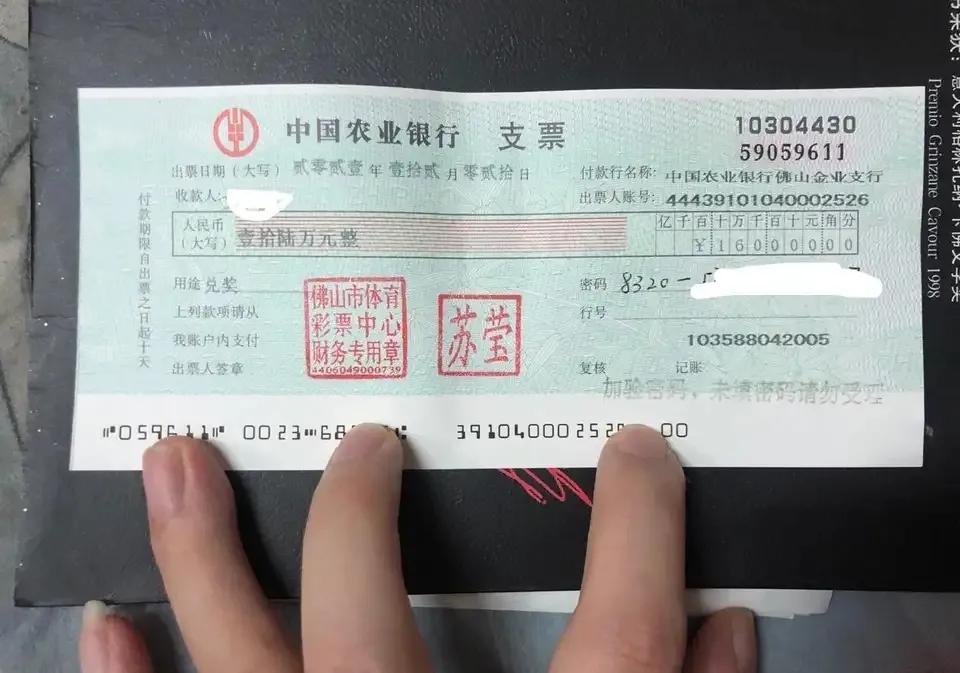 中国农业银行 支票
10304430
59059611
出票日期(大写) 贰零贰壹 年 壹拾贰 月 零贰拾 日
付款行名称: 中国农业银行佛山金业支行
收款人:
出票人账号: 44439101040002526
人民币
(大写) 壹拾陆万元整
亿千百十万千百十元角分
¥16000000
用途 兑奖
密码 8320-
上列款项请从
行号
我账户内支付
103588042005
出票人签章
复核 记账
加验密码,未填密码请勿受理
付款期限自出票之日起十天
佛山市体育
彩票中心
财务专用章
4406049000739
苏莹
Premio Grinzane Cavour 1998